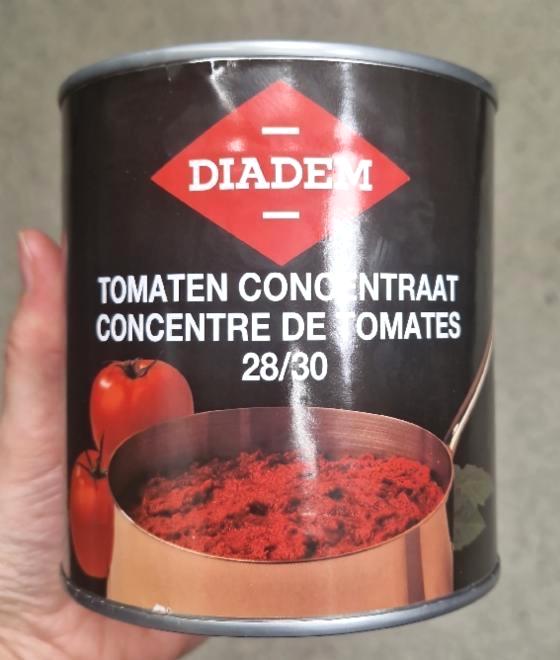 DIADEM
TOMATEN CONCENTRAAT
CONCENTRE DE TOMATES
28/30